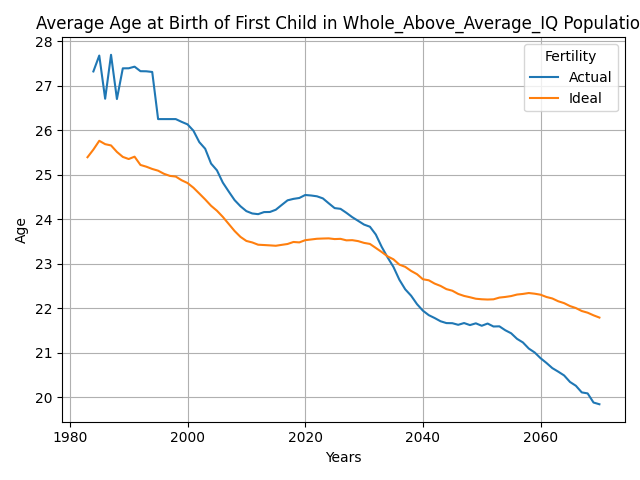 Average Age at Birth of First Child in Whole_Above_Average_IQ Populatio
28
27
26
25
24
23
22
21
20
Age
Fertility
Actual
Ideal
1980
2000
2020
2040
2060
Years